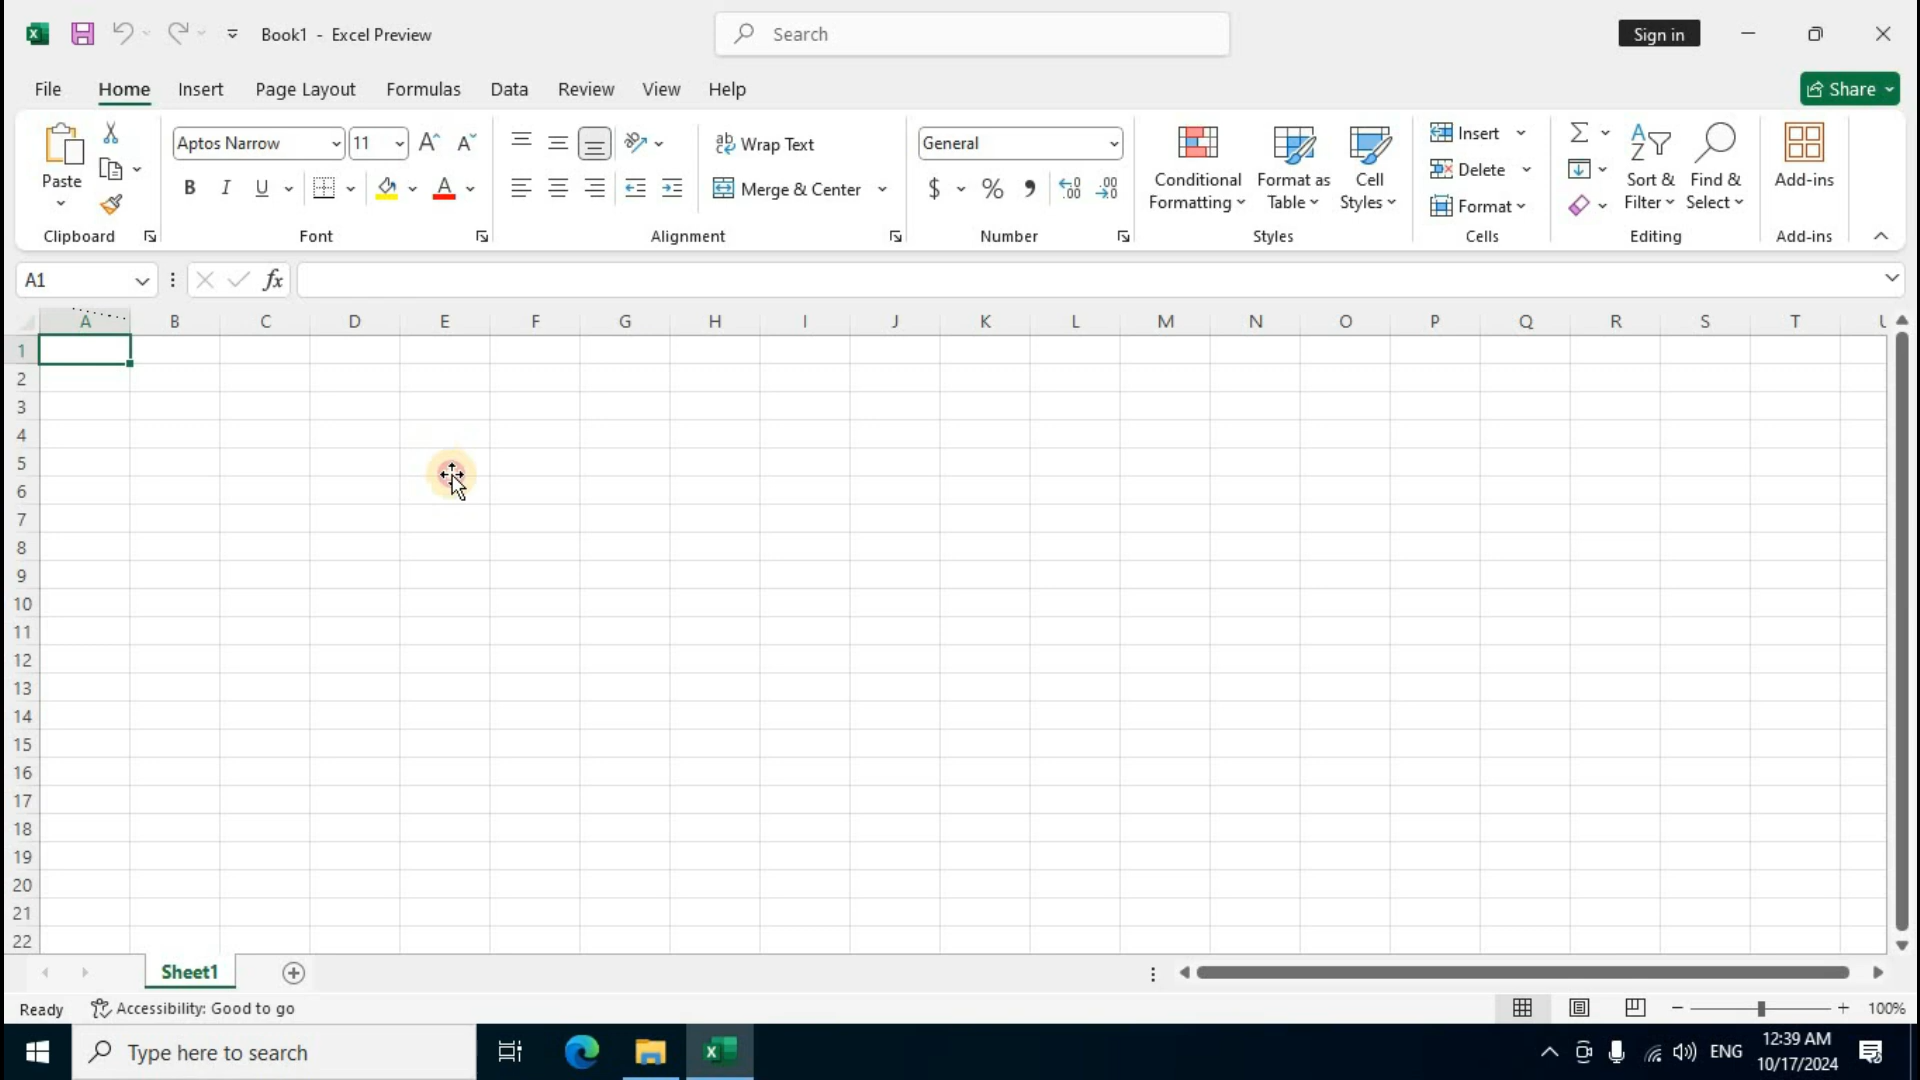 Book1 - Excel Preview
Search
Sign in
File Home Insert Page Layout Formulas Data Review View Help
Share
Paste
Clipboard
Aptos Narrow 11
B I U A
Font
Wrap Text
Merge & Center
Alignment
General
$ % 9
Number
Conditional Formatting
Format as Table
Cell Styles
Styles
Insert
Delete
Format
Cells
Sort & Filter
Find & Select
Editing
Add-ins
Add-ins
A1
fx
A B C D E F G H I J K L M N O P Q R S T
1
2
3
4
5
6
7
8
9
10
11
12
13
14
15
16
17
18
19
20
21
22
Sheet1
Ready Accessibility: Good to go
100%
Type here to search
ENG
12:39 AM
10/17/2024